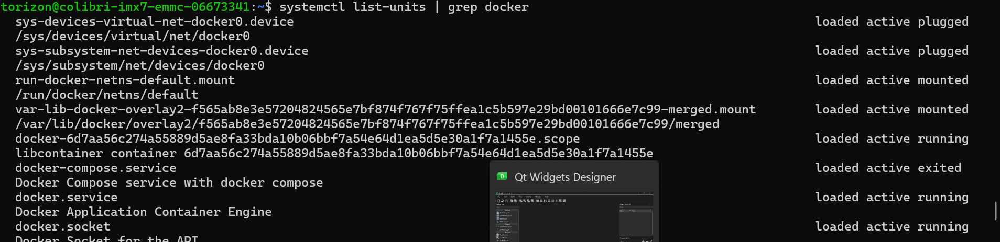 torizon@colibri-imx7-emmc-06673341:~$ systemctl list-units | grep docker
sys-devices-virtual-net-docker0.device loaded active plugged
/sys/devices/virtual/net/docker0
sys-subsystem-net-devices-docker0.device loaded active plugged
/sys/subsystem/net/devices/docker0
run-docker-netns-default.mount loaded active mounted
/run/docker/netns/default
var-lib-docker-overlay2-f565ab8e3e57204824565e7bf874f767f75ffea1c5b597e29bd00101666e7c99-merged.mount loaded active mounted
/var/lib/docker/overlay2/f565ab8e3e57204824565e7bf874f767f75ffea1c5b597e29bd00101666e7c99/merged
docker-6d7aa56c274a55889d5ae8fa33bda10b06bbf7a54e64d1ea5d5e30a1f7a1455e.scope loaded active running
libcontainer container 6d7aa56c274a55889d5ae8fa33bda10b06bbf7a54e64d1ea5d5e30a1f7a1455e
docker-compose.service loaded active exited
Docker Compose service with docker compose
docker.service loaded active running
Docker Application Container Engine
docker.socket loaded active running
Docker Socket for the API
Qt Widgets Designer